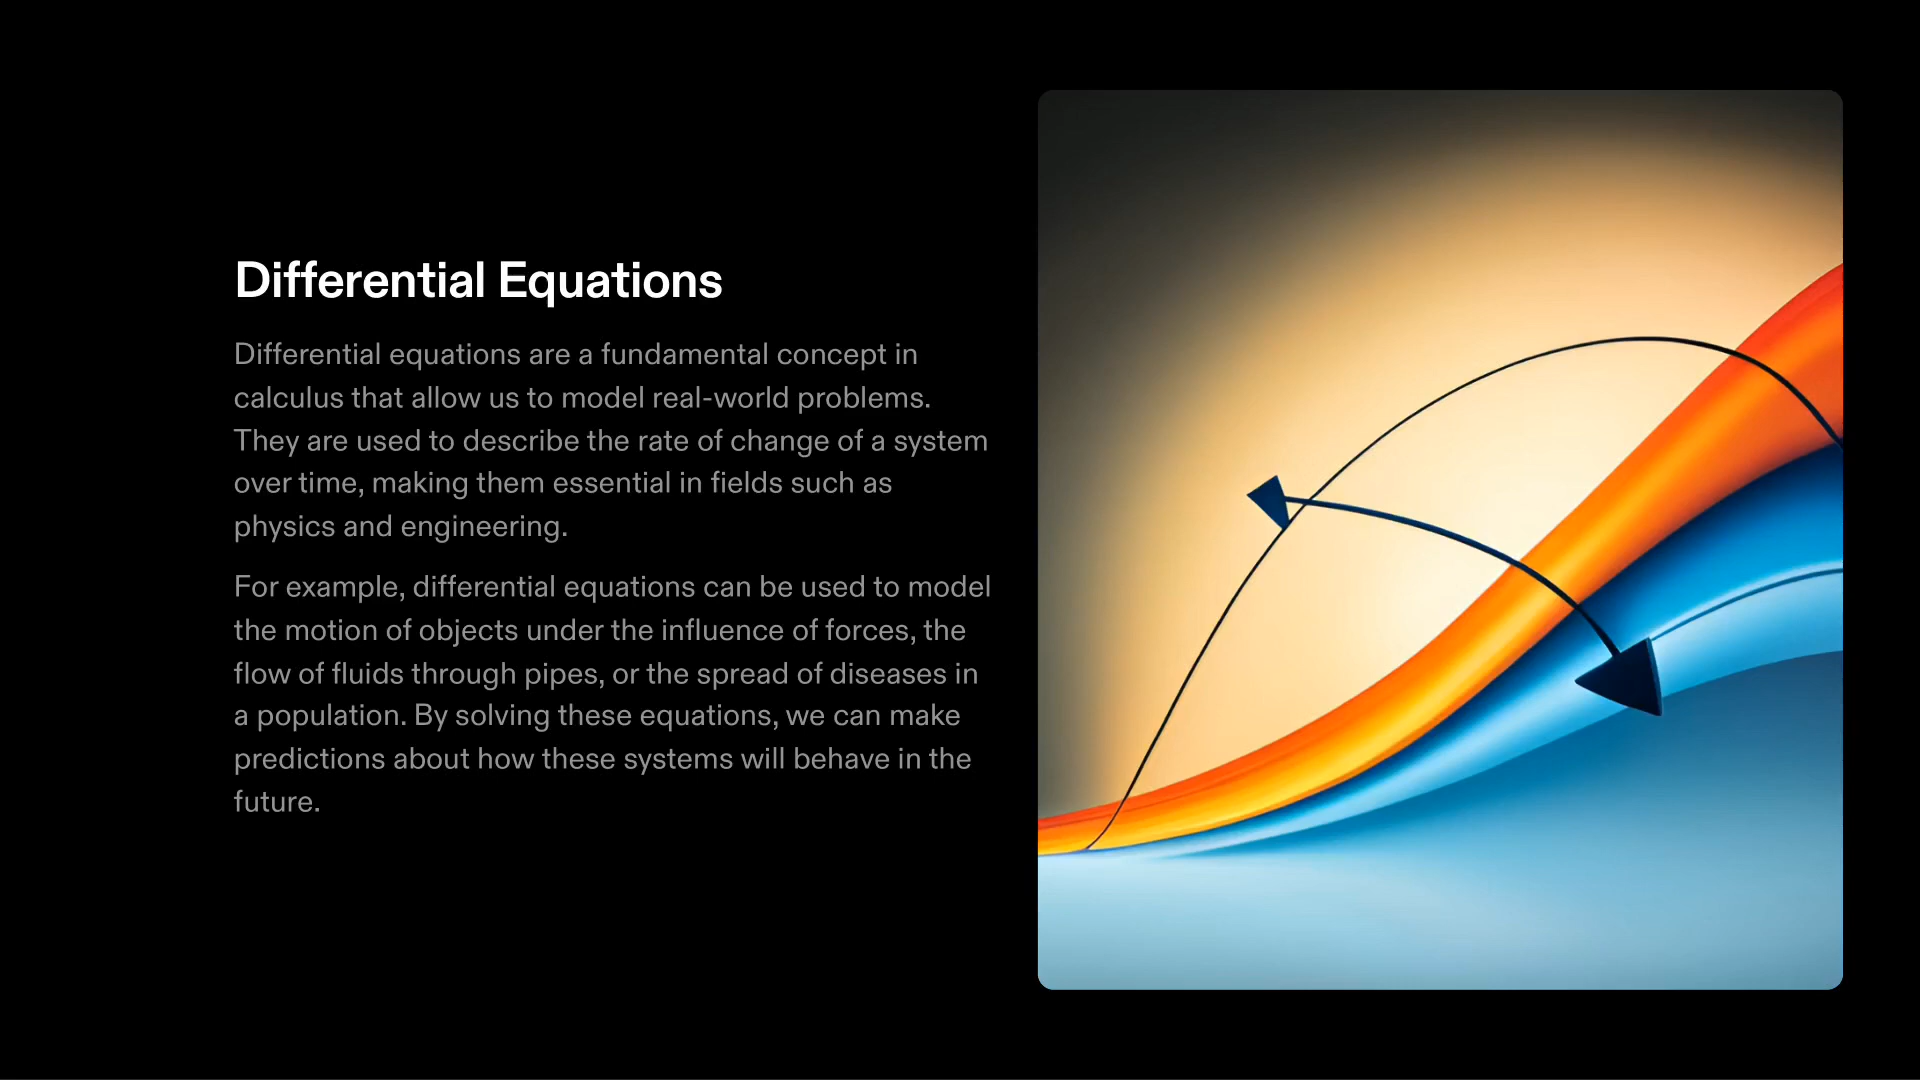 Differential Equations
Differential equations are a fundamental concept in
calculus that allow us to model real-world problems.
They are used to describe the rate of change of a system
over time, making them essential in fields such as
physics and engineering.
For example, differential equations can be used to model
the motion of objects under the influence of forces, the
flow of fluids through pipes, or the spread of diseases in
a population. By solving these equations, we can make
predictions about how these systems will behave in the
future.